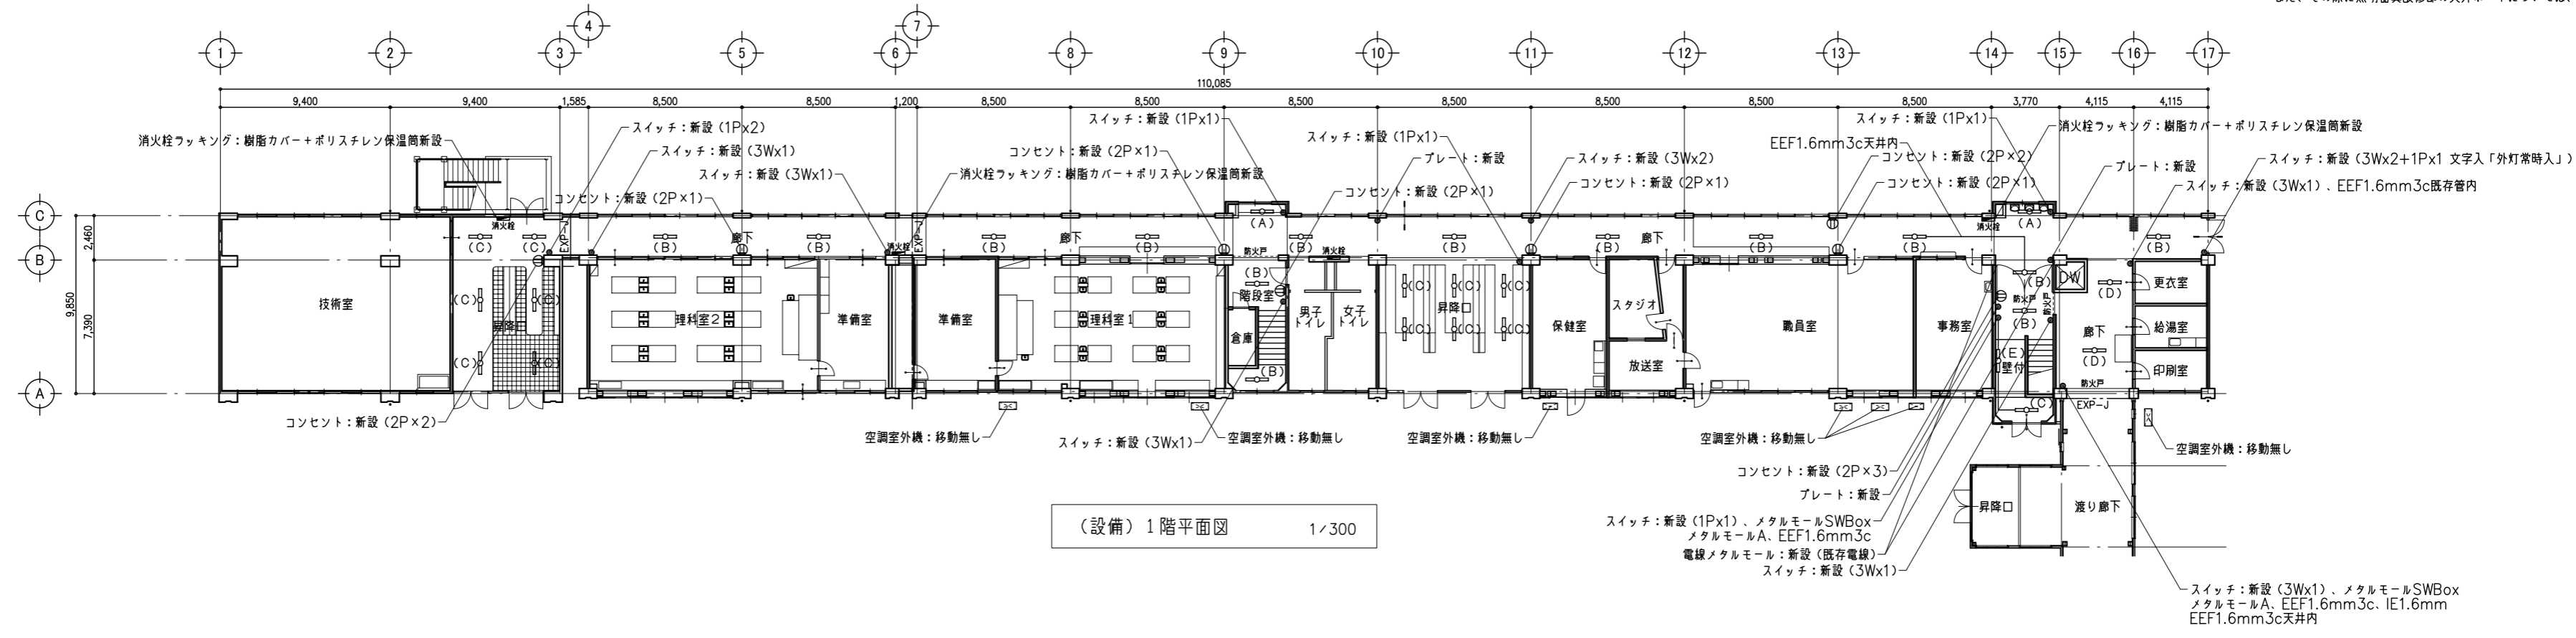 4
7
1
2
3
5
6
8
9
10
11
12
13
14
15
16
17
110,085
9,400
9,400
1,585
8,500
8,500
1,200
8,500
8,500
8,500
8,500
8,500
8,500
8,500
3,770
4,115
4,115
スイッチ：新設（1Px2）
スイッチ：新設（1Px1）
スイッチ：新設（1Px1）
スイッチ：新設（1Px1）
消火栓ラッキング：樹脂カバー＋ポリスチレン保温筒新設
消火栓ラッキング：樹脂カバー＋ポリスチレン保温筒新設
スイッチ：新設（3Wx1）
コンセント：新設（2P×1）
プレート：新設
スイッチ：新設（3Wx2）
EEF1.6mm3c天井内
コンセント：新設（2P×2）
プレート：新設
スイッチ：新設（3Wx2＋1Px1 文字入「外灯常時入」）
スイッチ：新設（3Wx1）
消火栓ラッキング：樹脂カバー＋ポリスチレン保温筒新設
コンセント：新設（2P×1）
コンセント：新設（2P×1）
コンセント：新設（2P×1）
コンセント：新設（2P×1）
スイッチ：新設（3Wx1）、EEF1.6mm3c既存管内
C
B
A
2,460
7,390
9,850
消火栓
(C)
(C)
EXP-J
(B)
廊下
(B)
消火栓
EXP-J
廊下
(B)
(B)
(A)
防火戸
(B)
消火栓
(B)
(B)
廊下
(B)
(B)
消火栓
(A)
(B)
技術室
(C)
(C)
昇降口
(C)
(C)
理科室2
準備室
準備室
理科室1
(B)
階段室
倉庫
(B)
男子
トイレ
女子
トイレ
(C)
(C)
(C)
昇降口
(C)
(C)
(C)
保健室
スタジオ
放送室
職員室
事務室
(B)
防火戸
(B)
防火戸
(E)
壁付
(C)
DW
(D)
廊下
(D)
防火戸
EXP-J
更衣室
給湯室
印刷室
コンセント：新設（2P×2）
空調室外機：移動無し
スイッチ：新設（3Wx1）
空調室外機：移動無し
空調室外機：移動無し
空調室外機：移動無し
空調室外機：移動無し
コンセント：新設（2P×3）
プレート：新設
スイッチ：新設（1Px1）、メタルモールSWBox
メタルモールA、EEF1.6mm3c
電線メタルモール：新設（既存電線）
スイッチ：新設（3Wx1）
昇降口
渡り廊下
（設備）1階平面図 1/300
スイッチ：新設（3Wx1）、メタルモールSWBox
メタルモールA、EEF1.6mm3c、IE1.6mm
EEF1.6mm3c天井内